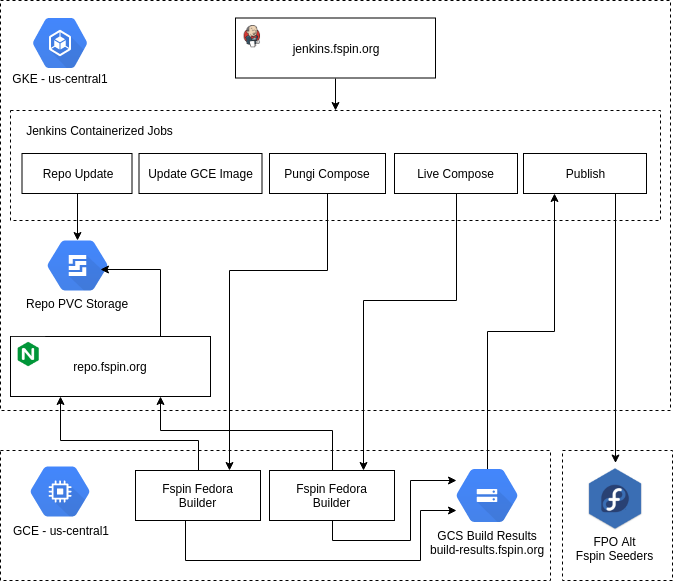 jenkins.fspin.org
GKE - us-central1
Jenkins Containerized Jobs
Repo Update
Update GCE Image
Pungi Compose
Live Compose
Publish
Repo PVC Storage
repo.fspin.org
GCE - us-central1
Fspin Fedora
Builder
Fspin Fedora
Builder
GCS Build Results
build-results.fspin.org
FPO Alt
Fspin Seeders